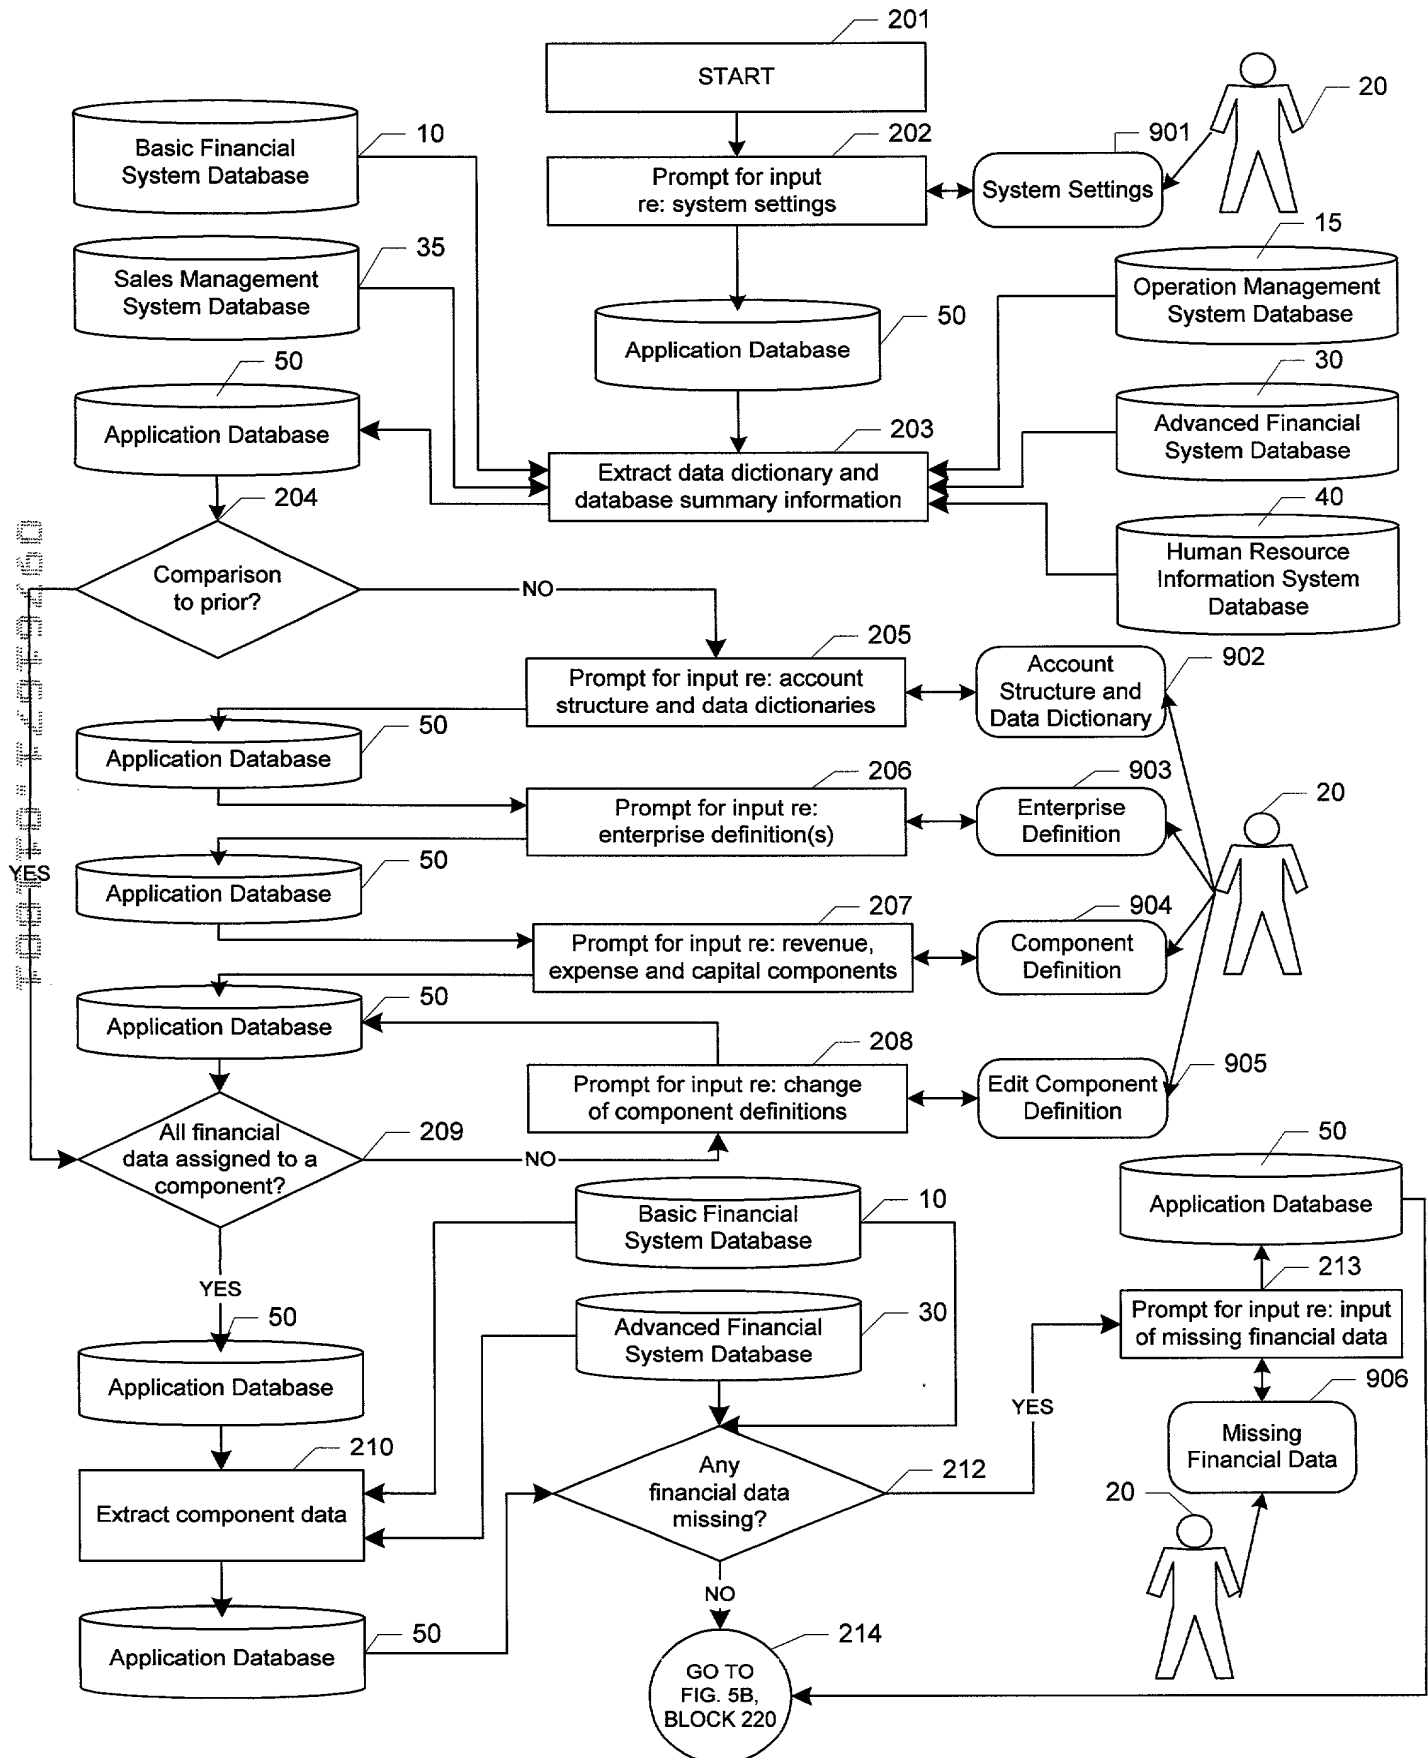 201
START
20
Basic Financial
System Database
10
202
901
Prompt for input
re: system settings
System Settings
Sales Management
System Database
35
15
Operation Management
System Database
50
Application Database
50
Application Database
30
Advanced Financial
System Database
203
Extract data dictionary and
database summary information
204
Comparison
to prior?
NO
40
Human Resource
Information System
Database
205
Prompt for input re: account
structure and data dictionaries
Account
Structure and
Data Dictionary
902
50
Application Database
206
Prompt for input re:
enterprise definition(s)
903
Enterprise
Definition
20
YES
50
Application Database
207
Prompt for input re: revenue,
expense and capital components
904
Component
Definition
50
Application Database
208
Prompt for input re: change
of component definitions
Edit Component
Definition
905
All financial
data assigned to a
component?
209
NO
50
Application Database
Basic Financial
System Database
10
YES
213
Prompt for input re: input
of missing financial data
50
Application Database
Advanced Financial
System Database
30
YES
906
Missing
Financial Data
210
Extract component data
Any
financial data
missing?
212
20
NO
50
Application Database
214
GO TO
FIG. 5B,
BLOCK 220